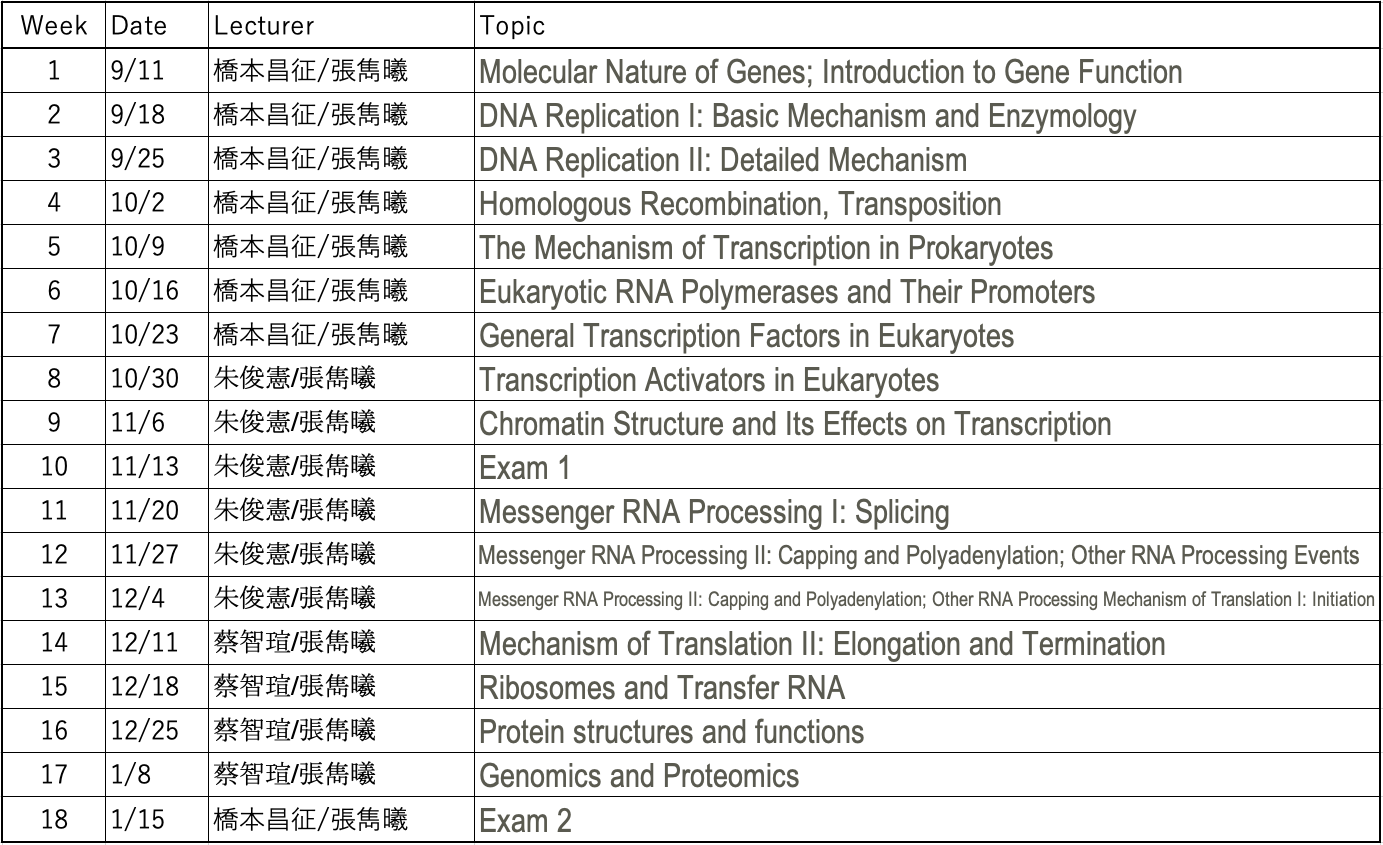 Week Date Lecturer Topic
1 9/11 橋本昌征/張雋曦 Molecular Nature of Genes; Introduction to Gene Function
2 9/18 橋本昌征/張雋曦 DNA Replication I: Basic Mechanism and Enzymology
3 9/25 橋本昌征/張雋曦 DNA Replication II: Detailed Mechanism
4 10/2 橋本昌征/張雋曦 Homologous Recombination, Transposition
5 10/9 橋本昌征/張雋曦 The Mechanism of Transcription in Prokaryotes
6 10/16 橋本昌征/張雋曦 Eukaryotic RNA Polymerases and Their Promoters
7 10/23 橋本昌征/張雋曦 General Transcription Factors in Eukaryotes
8 10/30 朱俊憲/張雋曦 Transcription Activators in Eukaryotes
9 11/6 朱俊憲/張雋曦 Chromatin Structure and Its Effects on Transcription
10 11/13 朱俊憲/張雋曦 Exam 1
11 11/20 朱俊憲/張雋曦 Messenger RNA Processing I: Splicing
12 11/27 朱俊憲/張雋曦 Messenger RNA Processing II: Capping and Polyadenylation; Other RNA Processing Events
13 12/4 朱俊憲/張雋曦 Messenger RNA Processing II: Capping and Polyadenylation; Other RNA Processing Mechanism of Translation I: Initiation
14 12/11 蔡智瑄/張雋曦 Mechanism of Translation II: Elongation and Termination
15 12/18 蔡智瑄/張雋曦 Ribosomes and Transfer RNA
16 12/25 蔡智瑄/張雋曦 Protein structures and functions
17 1/8 蔡智瑄/張雋曦 Genomics and Proteomics
18 1/15 橋本昌征/張雋曦 Exam 2